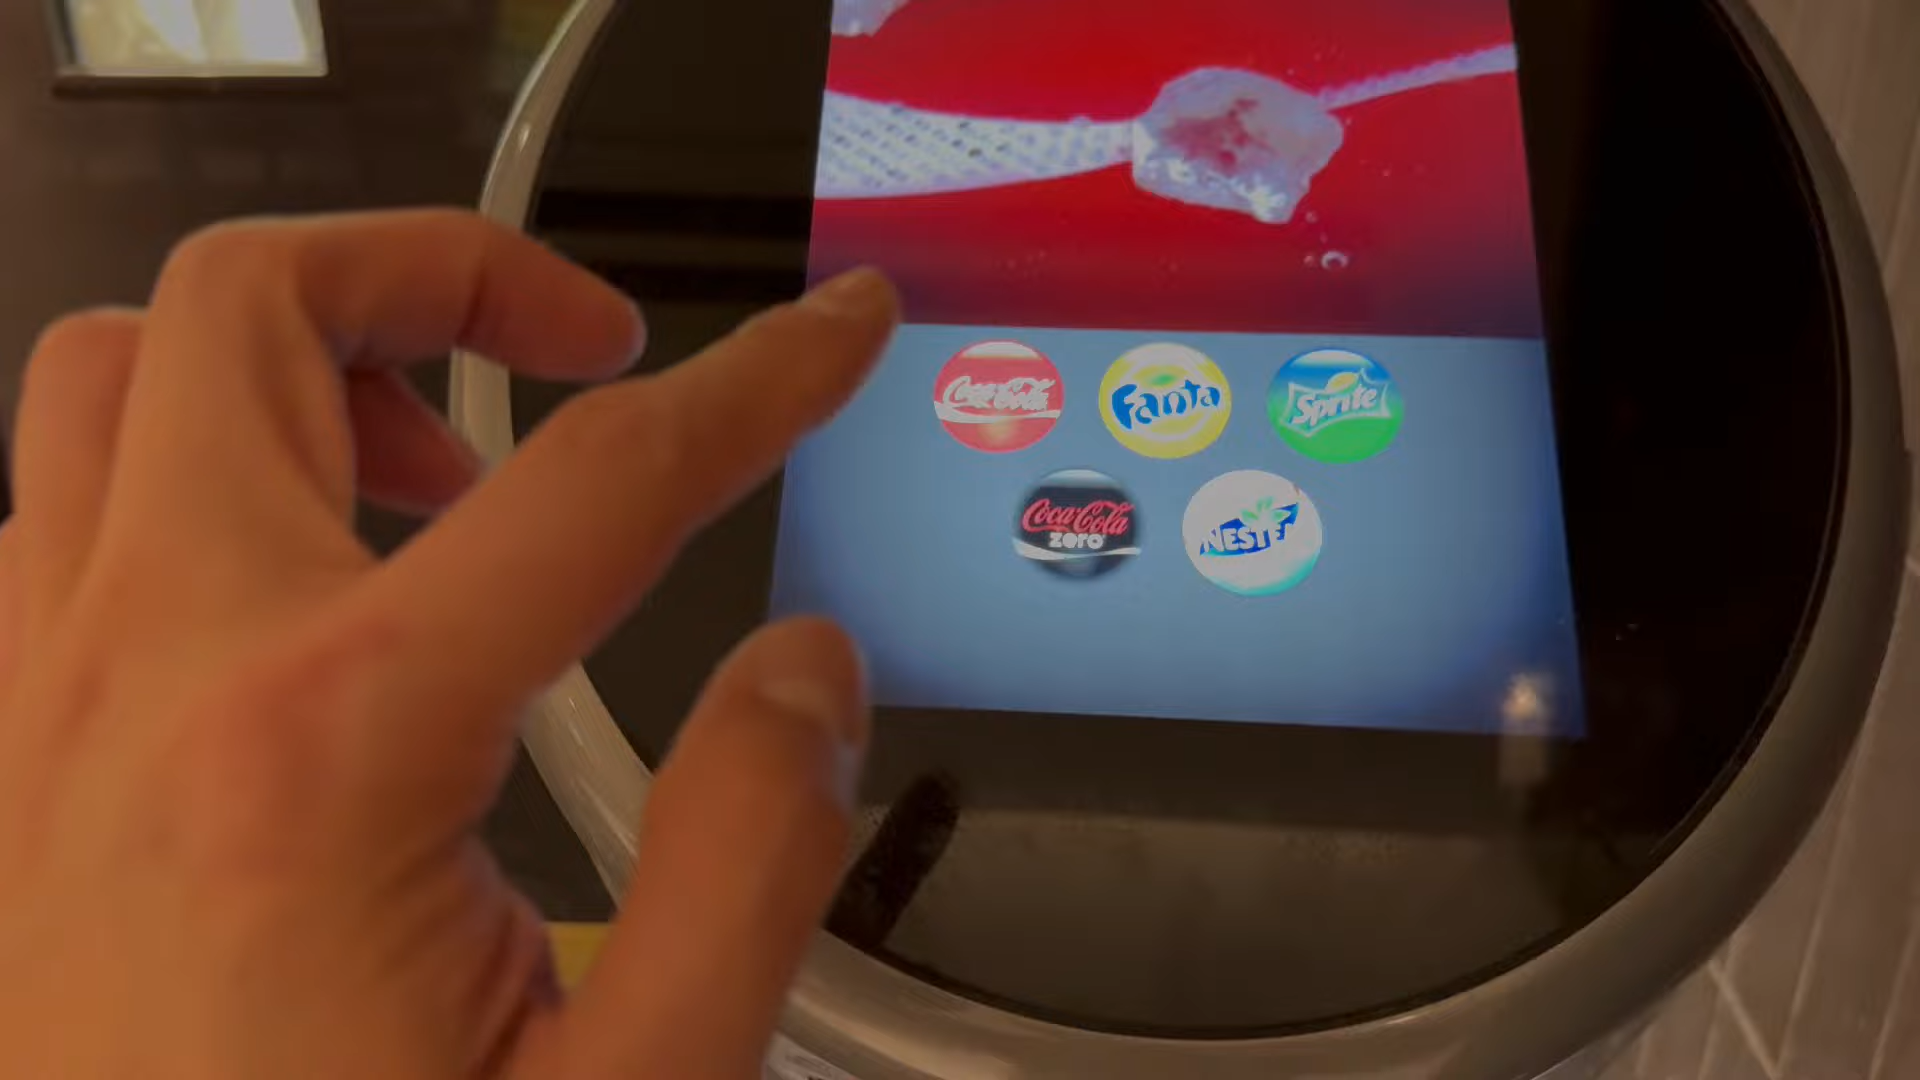 Coca-Cola
Fanta
Sprite
Coca-Cola
zero
NESTEA